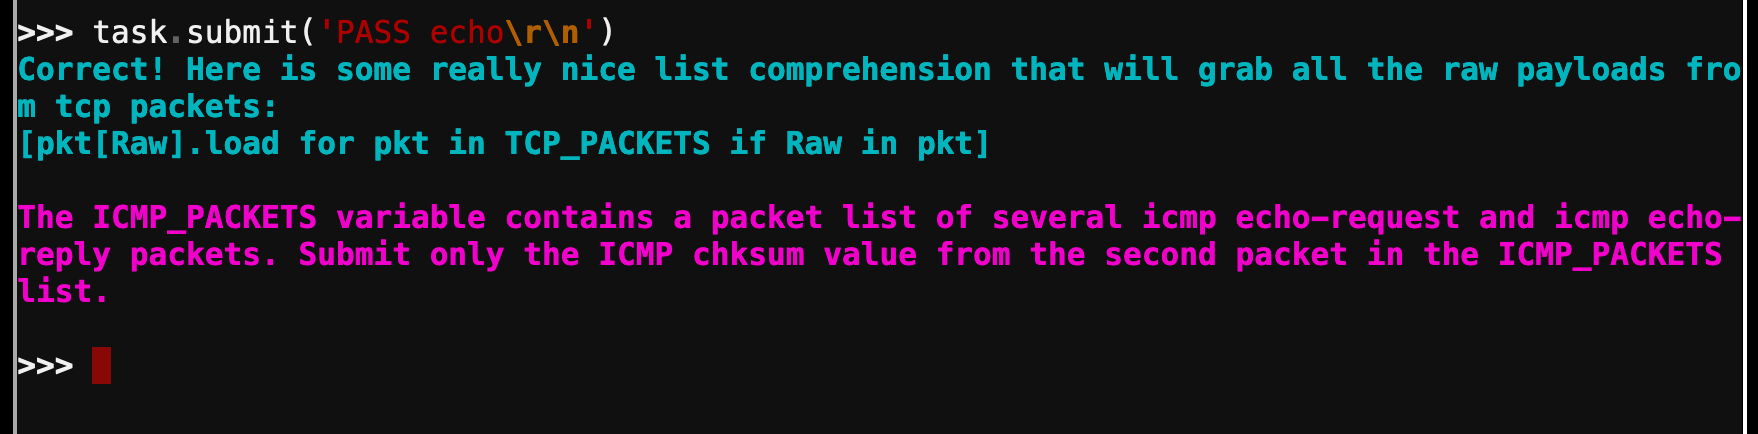 >>> task.submit('PASS echo\r\n')
Correct! Here is some really nice list comprehension that will grab all the raw payloads fro
m tcp packets:
[pkt[Raw].load for pkt in TCP_PACKETS if Raw in pkt]
The ICMP_PACKETS variable contains a packet list of several icmp echo-request and icmp echo-
reply packets. Submit only the ICMP chksum value from the second packet in the ICMP_PACKETS
list.
>>>